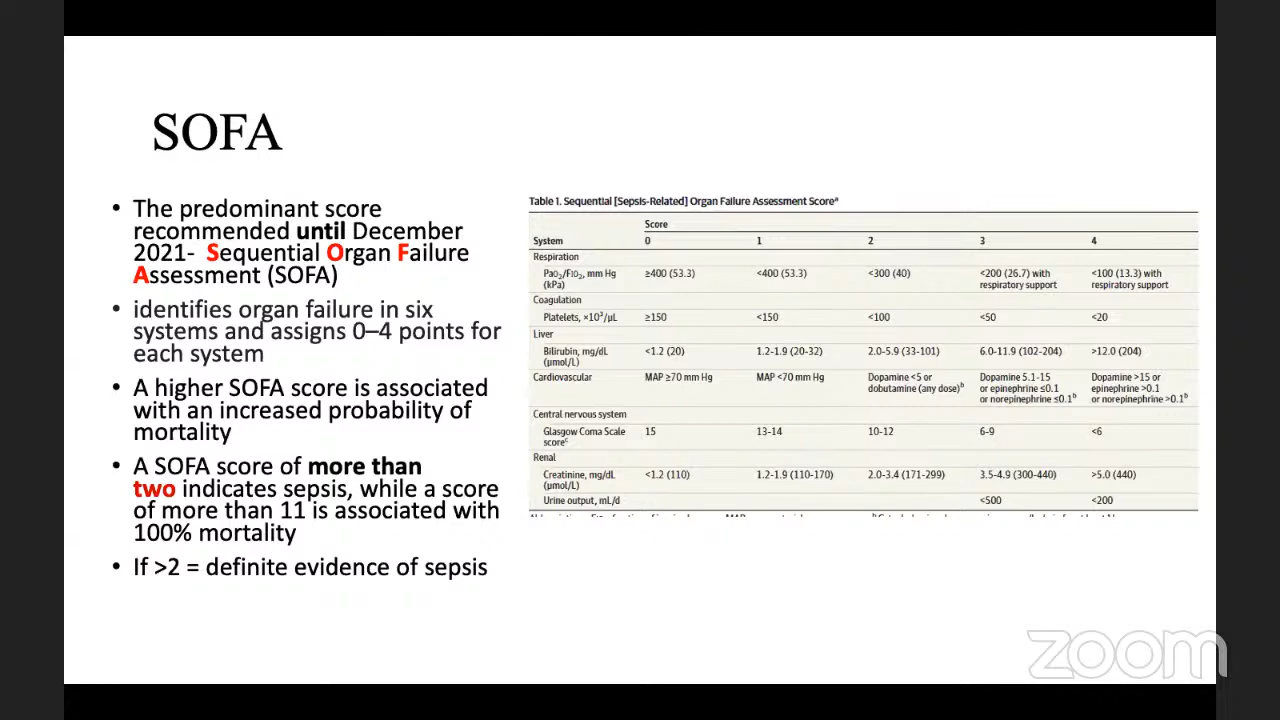 SOFA
• The predominant score
recommended until December
2021- Sequential Organ Failure
Assessment (SOFA)
• identifies organ failure in six
systems and assigns 0–4 points for
each system
• A higher SOFA score is associated
with an increased probability of
mortality
• A SOFA score of more than
two indicates sepsis, while a score
of more than 11 is associated with
100% mortality
• If >2 = definite evidence of sepsis
Table 1. Sequential [Sepsis-Related] Organ Failure Assessment Scoreᵃ
Score
System 0 1 2 3 4
Respiration
PaO₂/FIO₂, mm Hg ≥400 (53.3) <400 (53.3) <300 (40) <200 (26.7) with <100 (13.3) with
(kPa) respiratory support respiratory support
Coagulation
Platelets, ×10³/μL ≥150 <150 <100 <50 <20
Liver
Bilirubin, mg/dL <1.2 (20) 1.2-1.9 (20-32) 2.0-5.9 (33-101) 6.0-11.9 (102-204) >12.0 (204)
(μmol/L)
Cardiovascular MAP ≥70 mm Hg MAP <70 mm Hg Dopamine <5 or Dopamine 5.1-15 Dopamine >15 or
dobutamine (any dose)ᵇ or epinephrine ≤0.1 epinephrine >0.1
or norepinephrine ≤0.1ᵇ or norepinephrine >0.1ᵇ
Central nervous system
Glasgow Coma Scale 15 13-14 10-12 6-9 <6
scoreᶜ
Renal
Creatinine, mg/dL <1.2 (110) 1.2-1.9 (110-170) 2.0-3.4 (171-299) 3.5-4.9 (300-440) >5.0 (440)
(μmol/L)
Urine output, mL/d <500 <200
zoom